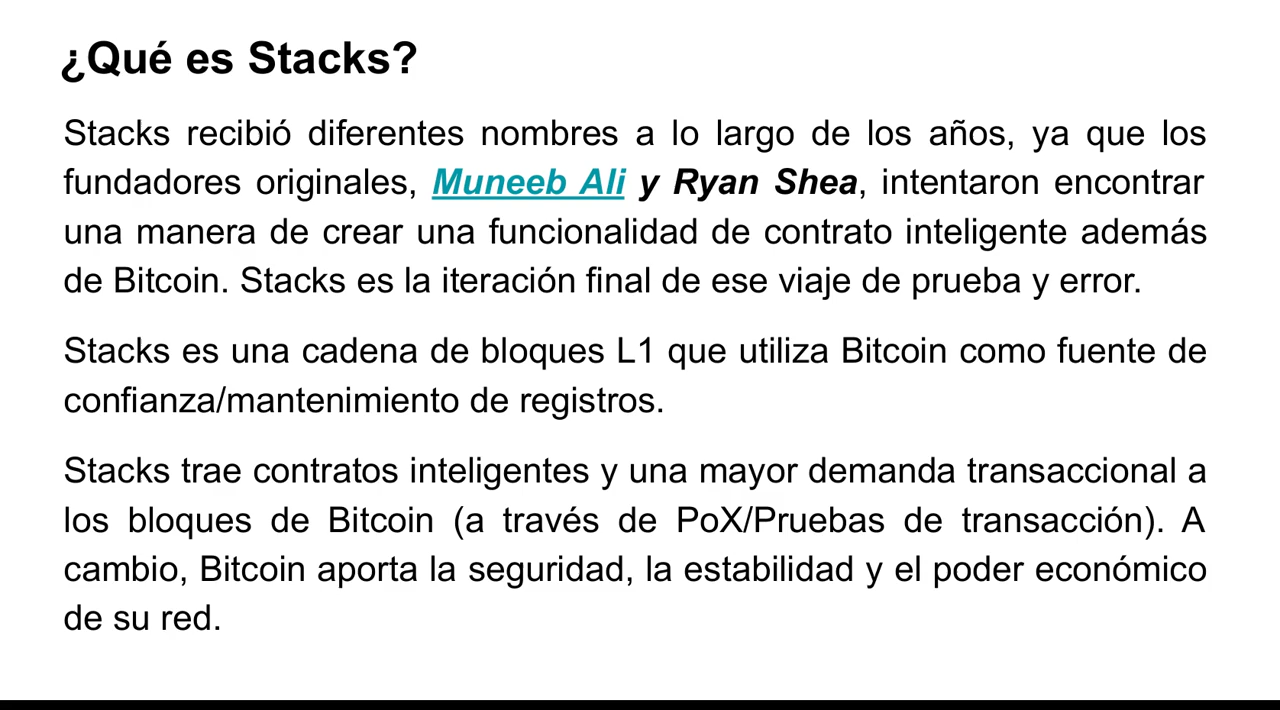 ¿Qué es Stacks?
Stacks recibió diferentes nombres a lo largo de los años, ya que los
fundadores originales, Muneeb Ali y Ryan Shea, intentaron encontrar
una manera de crear una funcionalidad de contrato inteligente además
de Bitcoin. Stacks es la iteración final de ese viaje de prueba y error.
Stacks es una cadena de bloques L1 que utiliza Bitcoin como fuente de
confianza/mantenimiento de registros.
Stacks trae contratos inteligentes y una mayor demanda transaccional a
los bloques de Bitcoin (a través de PoX/Pruebas de transacción). A
cambio, Bitcoin aporta la seguridad, la estabilidad y el poder económico
de su red.